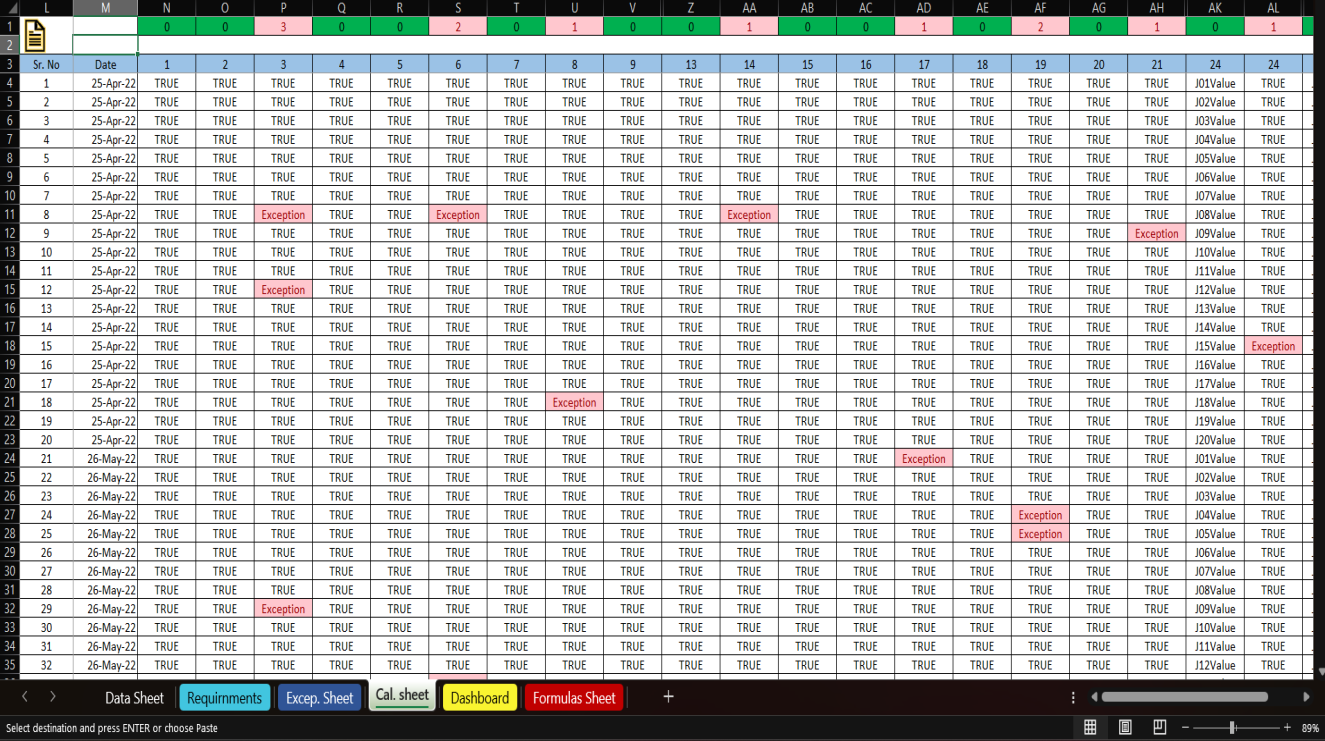 L M N O P Q R S T U V Z AA AB AC AD AE AF AG AH AK AL
1 0 0 3 0 0 2 0 1 0 0 1 0 0 1 0 2 0 1 0 1
2
3 Sr. No Date 1 2 3 4 5 6 7 8 9 13 14 15 16 17 18 19 20 21 24 24
4 1 25-Apr-22 TRUE TRUE TRUE TRUE TRUE TRUE TRUE TRUE TRUE TRUE TRUE TRUE TRUE TRUE TRUE TRUE TRUE TRUE J01Value TRUE
5 2 25-Apr-22 TRUE TRUE TRUE TRUE TRUE TRUE TRUE TRUE TRUE TRUE TRUE TRUE TRUE TRUE TRUE TRUE TRUE TRUE J02Value TRUE
6 3 25-Apr-22 TRUE TRUE TRUE TRUE TRUE TRUE TRUE TRUE TRUE TRUE TRUE TRUE TRUE TRUE TRUE TRUE TRUE TRUE J03Value TRUE
7 4 25-Apr-22 TRUE TRUE TRUE TRUE TRUE TRUE TRUE TRUE TRUE TRUE TRUE TRUE TRUE TRUE TRUE TRUE TRUE TRUE J04Value TRUE
8 5 25-Apr-22 TRUE TRUE TRUE TRUE TRUE TRUE TRUE TRUE TRUE TRUE TRUE TRUE TRUE TRUE TRUE TRUE TRUE TRUE J05Value TRUE
9 6 25-Apr-22 TRUE TRUE TRUE TRUE TRUE TRUE TRUE TRUE TRUE TRUE TRUE TRUE TRUE TRUE TRUE TRUE TRUE TRUE J06Value TRUE
10 7 25-Apr-22 TRUE TRUE TRUE TRUE TRUE TRUE TRUE TRUE TRUE TRUE TRUE TRUE TRUE TRUE TRUE TRUE TRUE TRUE J07Value TRUE
11 8 25-Apr-22 TRUE TRUE Exception TRUE TRUE Exception TRUE TRUE TRUE TRUE Exception TRUE TRUE TRUE TRUE TRUE TRUE TRUE J08Value TRUE
12 9 25-Apr-22 TRUE TRUE TRUE TRUE TRUE TRUE TRUE TRUE TRUE TRUE TRUE TRUE TRUE TRUE TRUE TRUE TRUE Exception J09Value TRUE
13 10 25-Apr-22 TRUE TRUE TRUE TRUE TRUE TRUE TRUE TRUE TRUE TRUE TRUE TRUE TRUE TRUE TRUE TRUE TRUE TRUE J10Value TRUE
14 11 25-Apr-22 TRUE TRUE TRUE TRUE TRUE TRUE TRUE TRUE TRUE TRUE TRUE TRUE TRUE TRUE TRUE TRUE TRUE TRUE J11Value TRUE
15 12 25-Apr-22 TRUE TRUE Exception TRUE TRUE TRUE TRUE TRUE TRUE TRUE TRUE TRUE TRUE TRUE TRUE TRUE TRUE TRUE J12Value TRUE
16 13 25-Apr-22 TRUE TRUE TRUE TRUE TRUE TRUE TRUE TRUE TRUE TRUE TRUE TRUE TRUE TRUE TRUE TRUE TRUE TRUE J13Value TRUE
17 14 25-Apr-22 TRUE TRUE TRUE TRUE TRUE TRUE TRUE TRUE TRUE TRUE TRUE TRUE TRUE TRUE TRUE TRUE TRUE TRUE J14Value TRUE
18 15 25-Apr-22 TRUE TRUE TRUE TRUE TRUE TRUE TRUE TRUE TRUE TRUE TRUE TRUE TRUE TRUE TRUE TRUE TRUE TRUE J15Value Exception
19 16 25-Apr-22 TRUE TRUE TRUE TRUE TRUE TRUE TRUE TRUE TRUE TRUE TRUE TRUE TRUE TRUE TRUE TRUE TRUE TRUE J16Value TRUE
20 17 25-Apr-22 TRUE TRUE TRUE TRUE TRUE TRUE TRUE TRUE TRUE TRUE TRUE TRUE TRUE TRUE TRUE TRUE TRUE TRUE J17Value TRUE
21 18 25-Apr-22 TRUE TRUE TRUE TRUE TRUE TRUE TRUE Exception TRUE TRUE TRUE TRUE TRUE TRUE TRUE TRUE TRUE TRUE J18Value TRUE
22 19 25-Apr-22 TRUE TRUE TRUE TRUE TRUE TRUE TRUE TRUE TRUE TRUE TRUE TRUE TRUE TRUE TRUE TRUE TRUE TRUE J19Value TRUE
23 20 25-Apr-22 TRUE TRUE TRUE TRUE TRUE TRUE TRUE TRUE TRUE TRUE TRUE TRUE TRUE TRUE TRUE TRUE TRUE TRUE J20Value TRUE
24 21 26-May-22 TRUE TRUE TRUE TRUE TRUE TRUE TRUE TRUE TRUE TRUE TRUE TRUE TRUE Exception TRUE TRUE TRUE TRUE J01Value TRUE
25 22 26-May-22 TRUE TRUE TRUE TRUE TRUE TRUE TRUE TRUE TRUE TRUE TRUE TRUE TRUE TRUE TRUE TRUE TRUE TRUE J02Value TRUE
26 23 26-May-22 TRUE TRUE TRUE TRUE TRUE TRUE TRUE TRUE TRUE TRUE TRUE TRUE TRUE TRUE TRUE TRUE TRUE TRUE J03Value TRUE
27 24 26-May-22 TRUE TRUE TRUE TRUE TRUE TRUE TRUE TRUE TRUE TRUE TRUE TRUE TRUE TRUE TRUE Exception TRUE TRUE J04Value TRUE
28 25 26-May-22 TRUE TRUE TRUE TRUE TRUE TRUE TRUE TRUE TRUE TRUE TRUE TRUE TRUE TRUE TRUE Exception TRUE TRUE J05Value TRUE
29 26 26-May-22 TRUE TRUE TRUE TRUE TRUE TRUE TRUE TRUE TRUE TRUE TRUE TRUE TRUE TRUE TRUE TRUE TRUE TRUE J06Value TRUE
30 27 26-May-22 TRUE TRUE TRUE TRUE TRUE TRUE TRUE TRUE TRUE TRUE TRUE TRUE TRUE TRUE TRUE TRUE TRUE TRUE J07Value TRUE
31 28 26-May-22 TRUE TRUE TRUE TRUE TRUE TRUE TRUE TRUE TRUE TRUE TRUE TRUE TRUE TRUE TRUE TRUE TRUE TRUE J08Value TRUE
32 29 26-May-22 TRUE TRUE Exception TRUE TRUE TRUE TRUE TRUE TRUE TRUE TRUE TRUE TRUE TRUE TRUE TRUE TRUE TRUE J09Value TRUE
33 30 26-May-22 TRUE TRUE TRUE TRUE TRUE TRUE TRUE TRUE TRUE TRUE TRUE TRUE TRUE TRUE TRUE TRUE TRUE TRUE J10Value TRUE
34 31 26-May-22 TRUE TRUE TRUE TRUE TRUE TRUE TRUE TRUE TRUE TRUE TRUE TRUE TRUE TRUE TRUE TRUE TRUE TRUE J11Value TRUE
35 32 26-May-22 TRUE TRUE TRUE TRUE TRUE TRUE TRUE TRUE TRUE TRUE TRUE TRUE TRUE TRUE TRUE TRUE TRUE TRUE J12Value TRUE
Data Sheet Requirnments Excep. Sheet Cal. sheet Dashboard Formulas Sheet +
Select destination and press ENTER or choose Paste - + 89%